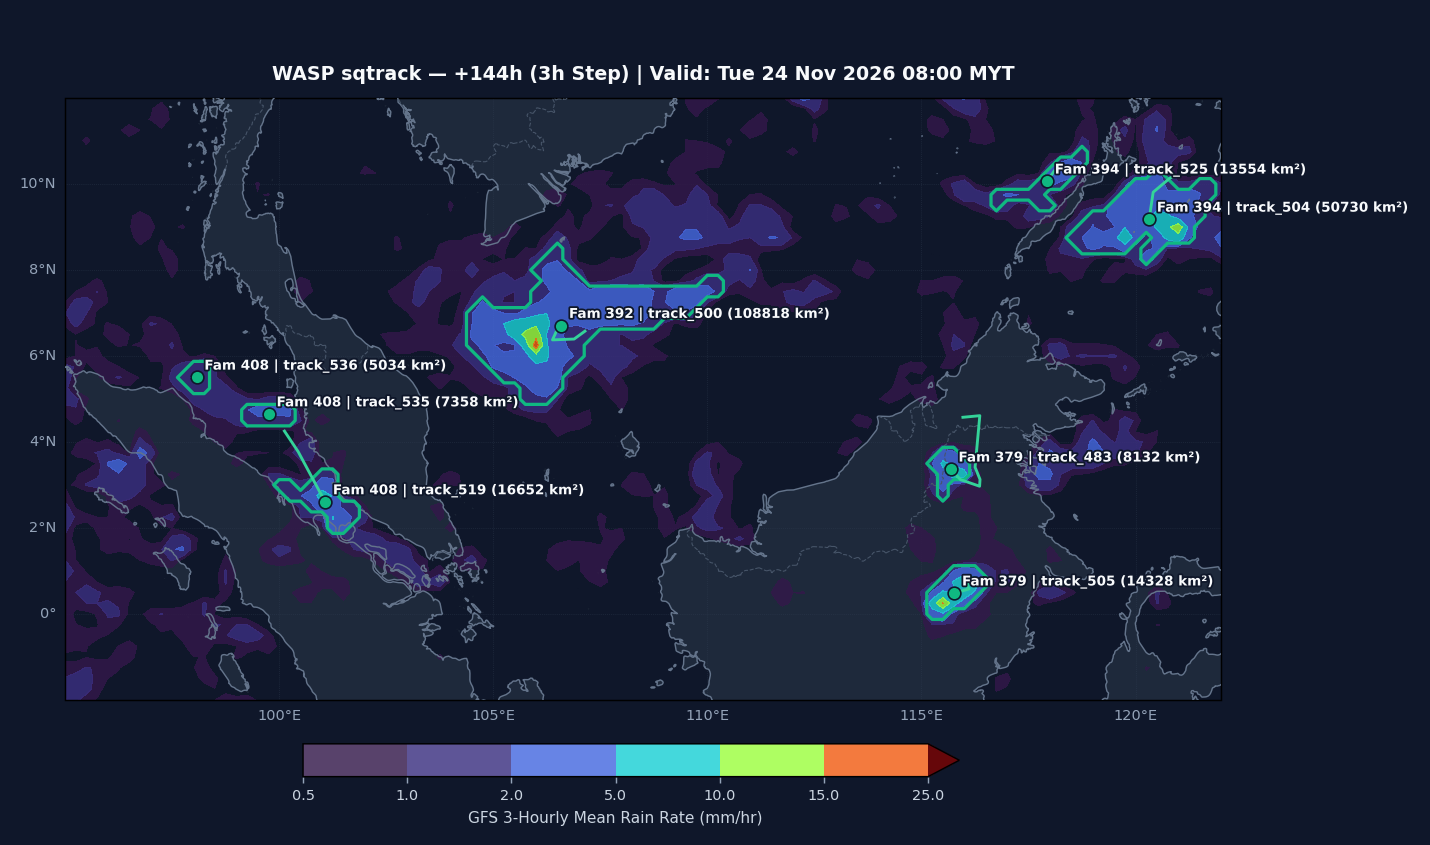 WASP sqtrack — +144h (3h Step) | Valid: Tue 24 Nov 2026 08:00 MYT
10°N
8°N
6°N
4°N
2°N
0°
Fam 394 | track_525 (13554 km²)
Fam 394 | track_504 (50730 km²)
Fam 392 | track_500 (108818 km²)
Fam 408 | track_536 (5034 km²)
Fam 408 | track_535 (7358 km²)
Fam 379 | track_483 (8132 km²)
Fam 408 | track_519 (16652 km²)
Fam 379 | track_505 (14328 km²)
100°E 105°E 110°E 115°E 120°E
0.5 1.0 2.0 5.0 10.0 15.0 25.0
GFS 3-Hourly Mean Rain Rate (mm/hr)